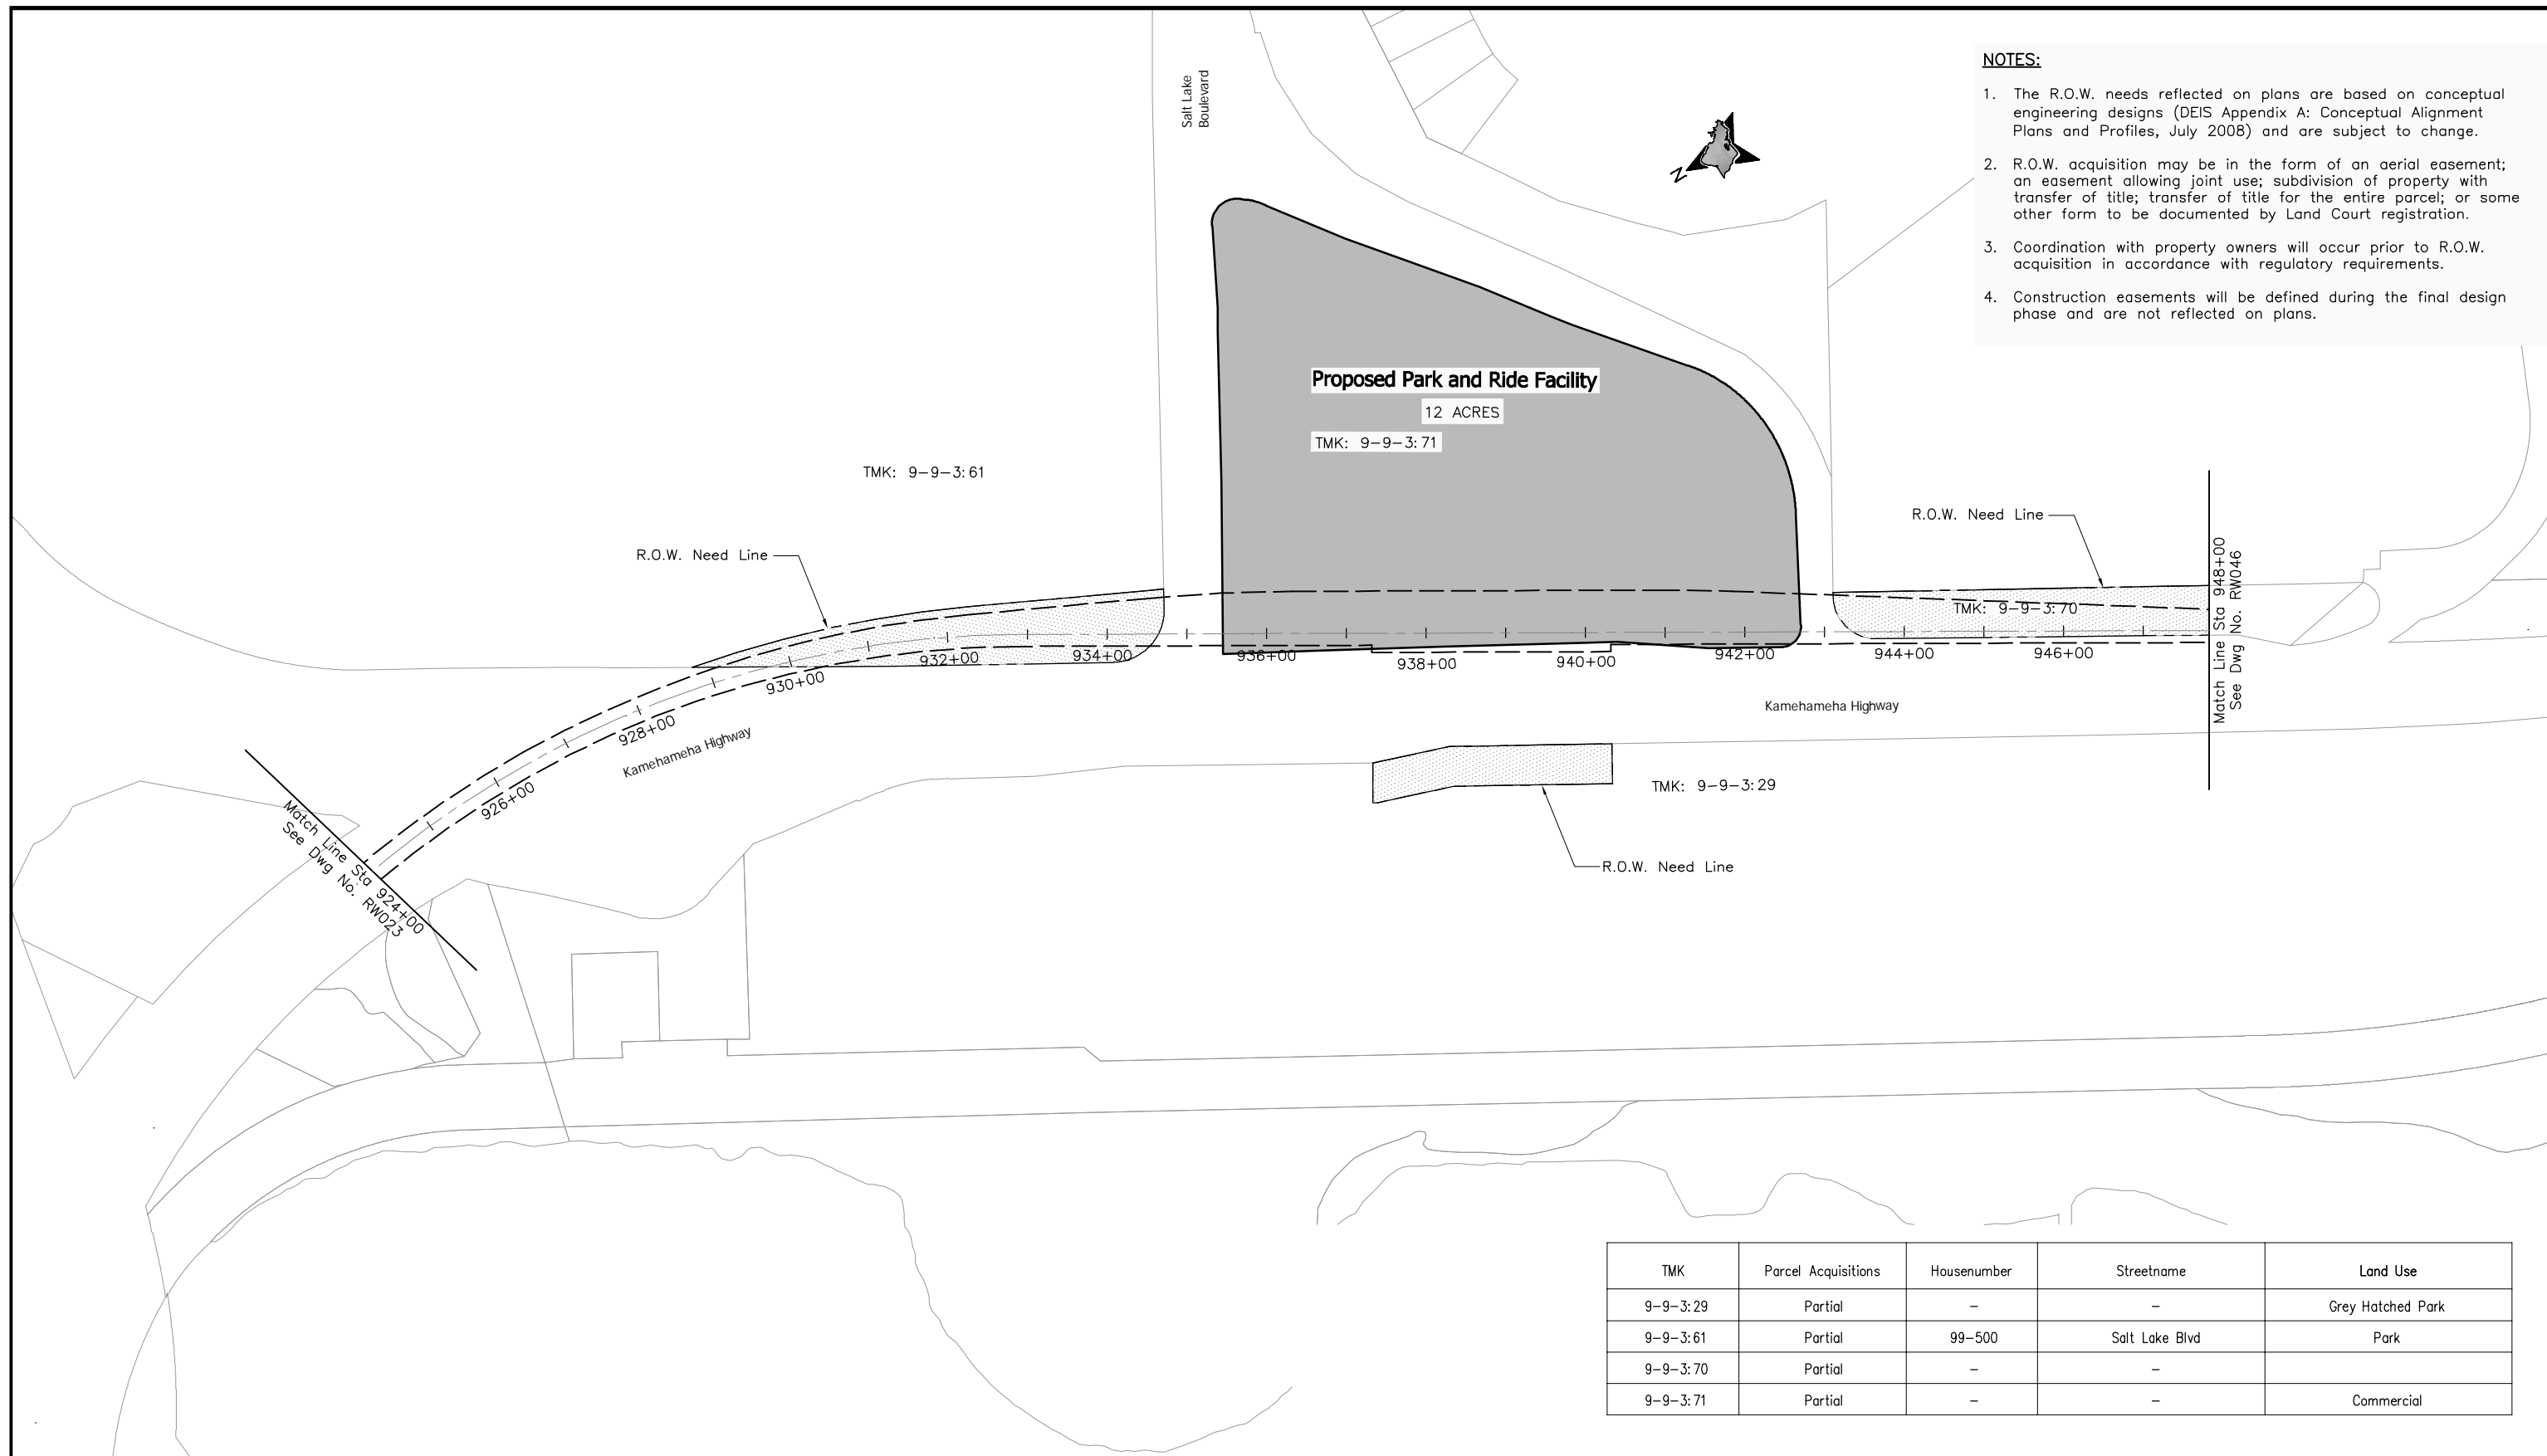 Salt Lake
Boulevard
N
NOTES:
1. The R.O.W. needs reflected on plans are based on conceptual
engineering designs (DEIS Appendix A: Conceptual Alignment
Plans and Profiles, July 2008) and are subject to change.
2. R.O.W. acquisition may be in the form of an aerial easement;
an easement allowing joint use; subdivision of property with
transfer of title; transfer of title for the entire parcel; or some
other form to be documented by Land Court registration.
3. Coordination with property owners will occur prior to R.O.W.
acquisition in accordance with regulatory requirements.
4. Construction easements will be defined during the final design
phase and are not reflected on plans.
Proposed Park and Ride Facility
12 ACRES
TMK: 9-9-3:71
TMK: 9-9-3:61
R.O.W. Need Line
R.O.W. Need Line
TMK: 9-9-3:70
Match Line Sta 948+00
See Dwg No. RW046
926+00
928+00
930+00
932+00
934+00
936+00
938+00
940+00
942+00
944+00
946+00
Kamehameha Highway
Kamehameha Highway
Match Line Sta 924+00
See Dwg No. RW023
TMK: 9-9-3:29
R.O.W. Need Line
TMK Parcel Acquisitions Housenumber Streetname Land Use
9-9-3:29 Partial - - Grey Hatched Park
9-9-3:61 Partial 99-500 Salt Lake Blvd Park
9-9-3:70 Partial - -
9-9-3:71 Partial - - Commercial